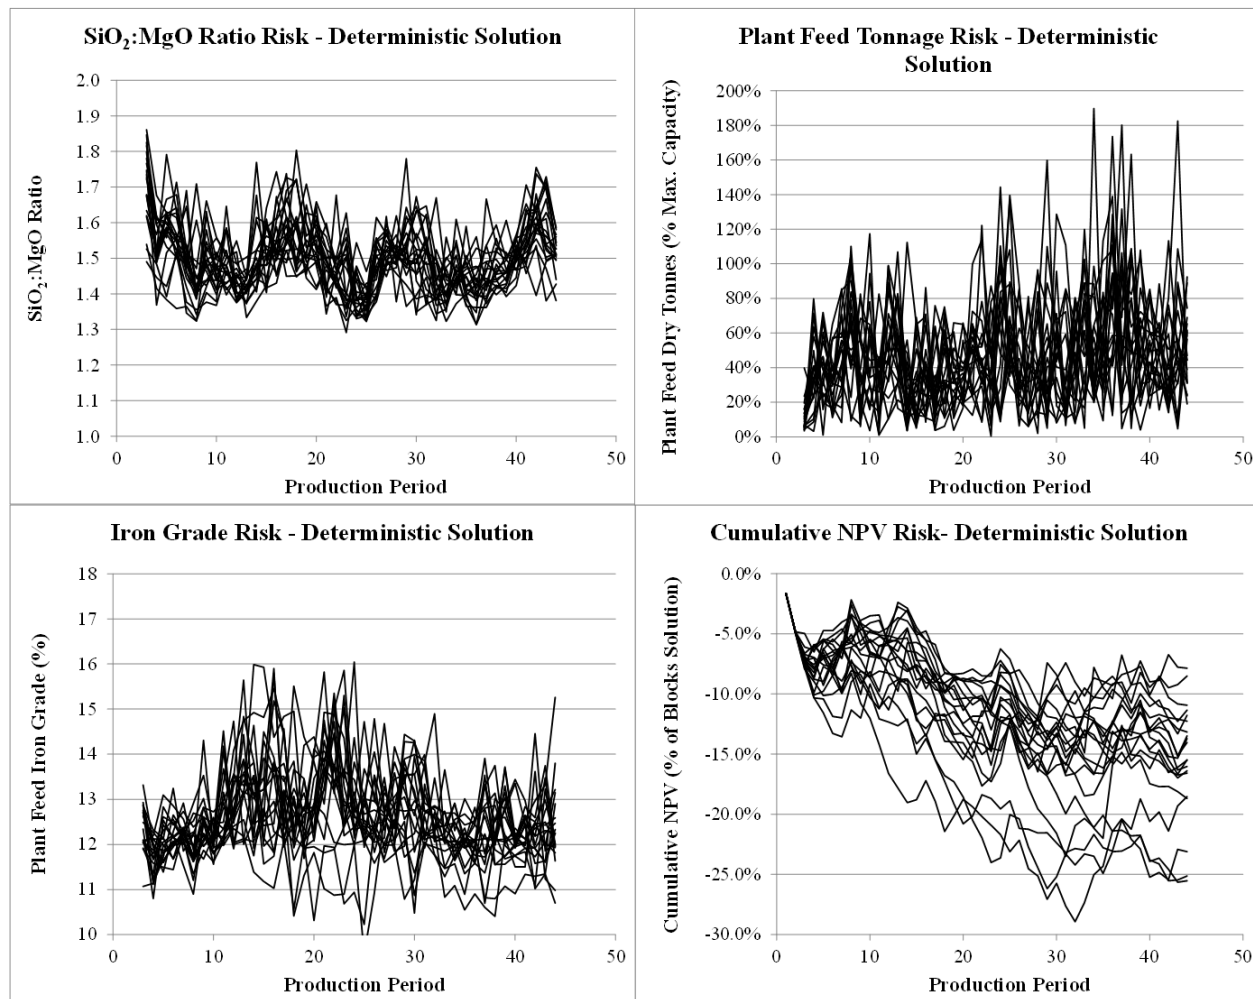 SiO₂:MgO Ratio Risk - Deterministic Solution
2.0
1.9
1.8
1.7
1.6
1.5
1.4
1.3
1.2
1.1
1.0
SiO₂:MgO Ratio
0 10 20 30 40 50
Production Period
Plant Feed Tonnage Risk - Deterministic
Solution
200%
180%
160%
140%
120%
100%
80%
60%
40%
20%
0%
Plant Feed Dry Tonnes (% Max. Capacity)
0 10 20 30 40 50
Production Period
Iron Grade Risk - Deterministic Solution
18
17
16
15
14
13
12
11
10
Plant Feed Iron Grade (%)
0 10 20 30 40 50
Production Period
Cumulative NPV Risk- Deterministic Solution
0.0%
-5.0%
-10.0%
-15.0%
-20.0%
-25.0%
-30.0%
Cumulative NPV (% of Blocks Solution)
0 10 20 30 40 50
Production Period